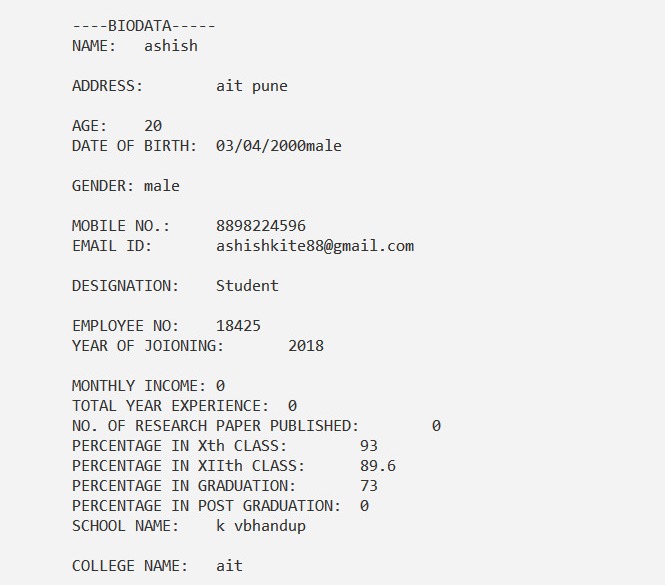 ----BIODATA-----
NAME: ashish
ADDRESS: ait pune
AGE: 20
DATE OF BIRTH: 03/04/2000male
GENDER: male
MOBILE NO.: 8898224596
EMAIL ID: ashishkite88@gmail.com
DESIGNATION: Student
EMPLOYEE NO: 18425
YEAR OF JOIONING: 2018
MONTHLY INCOME: 0
TOTAL YEAR EXPERIENCE: 0
NO. OF RESEARCH PAPER PUBLISHED: 0
PERCENTAGE IN Xth CLASS: 93
PERCENTAGE IN XIIth CLASS: 89.6
PERCENTAGE IN GRADUATION: 73
PERCENTAGE IN POST GRADUATION: 0
SCHOOL NAME: k vbhandup
COLLEGE NAME: ait